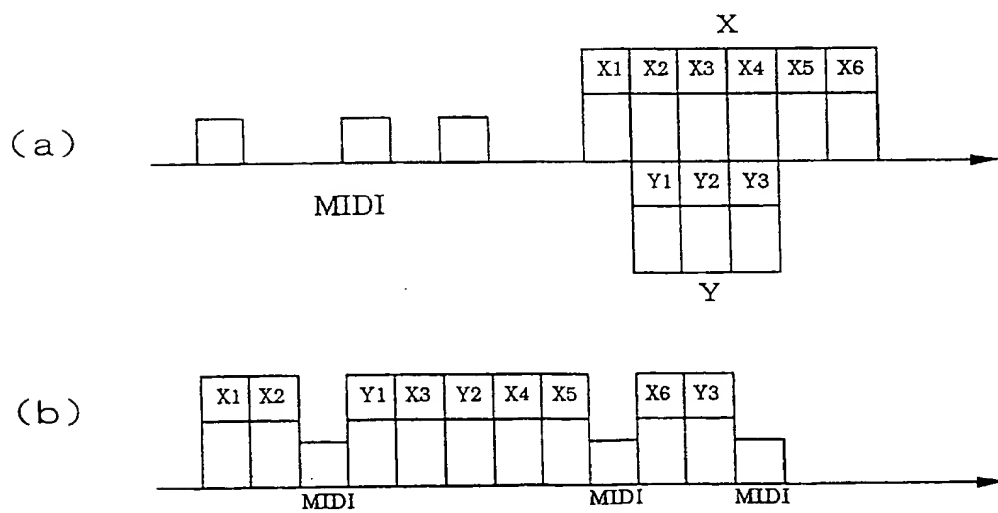 X
X1 X2 X3 X4 X5 X6
(a)
Y1 Y2 Y3
MIDI
Y
X1 X2 Y1 X3 Y2 X4 X5 X6 Y3
(b)
MIDI MIDI MIDI